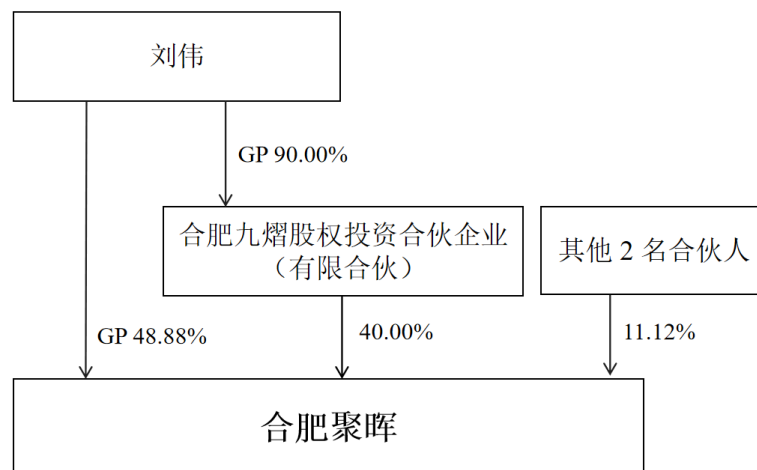 刘伟
GP 90.00%
合肥九熠股权投资合伙企业
（有限合伙）
其他 2 名合伙人
GP 48.88%
40.00%
11.12%
合肥聚晖